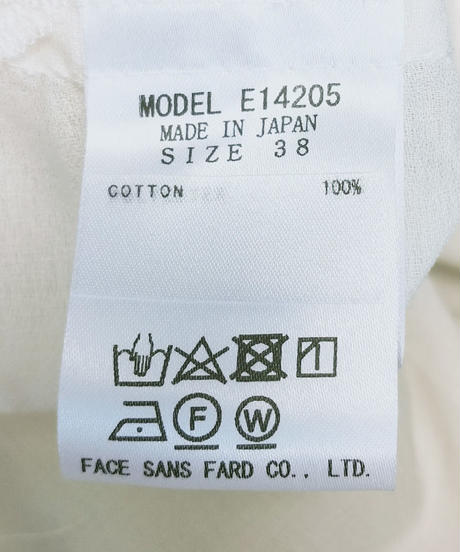 MODEL E14205
MADE IN JAPAN
SIZE 38
COTTON 100%
F W
FACE SANS FARD CO., LTD.